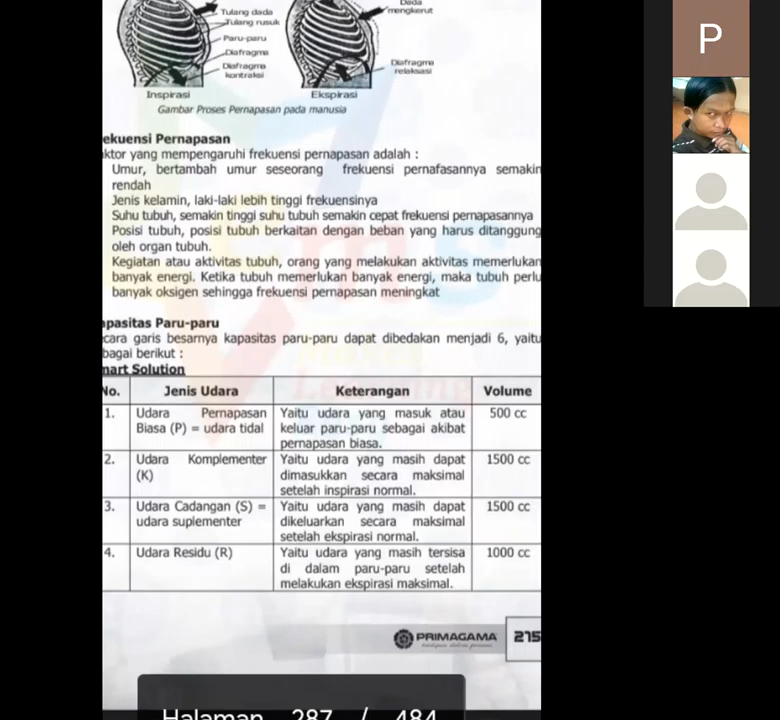 P
Tulang dada
Tulang rusuk
Paru-paru
Diafragma
Diafragma
kontraksi
Dada
mengkerut
Diafragma
relaksasi
Inspirasi
Ekspirasi
Gambar Proses Pernapasan pada manusia
ekuensi Pernapasan
ktor yang mempengaruhi frekuensi pernapasan adalah :
Umur, bertambah umur seseorang frekuensi pernafasannya semakin
rendah
Jenis kelamin, laki-laki lebih tinggi frekuensinya
Suhu tubuh, semakin tinggi suhu tubuh semakin cepat frekuensi pernapasannya
Posisi tubuh, posisi tubuh berkaitan dengan beban yang harus ditanggung
oleh organ tubuh.
Kegiatan atau aktivitas tubuh, orang yang melakukan aktivitas memerlukan
banyak energi. Ketika tubuh memerlukan banyak energi, maka tubuh perlu
banyak oksigen sehingga frekuensi pernapasan meningkat
apasitas Paru-paru
cara garis besarnya kapasitas paru-paru dapat dibedakan menjadi 6, yaitu
bagai berikut :
mart Solution
No. Jenis Udara Keterangan Volume
1. Udara Pernapasan Yaitu udara yang masuk atau 500 cc
Biasa (P) = udara tidal keluar paru-paru sebagai akibat
pernapasan biasa.
2. Udara Komplementer Yaitu udara yang masih dapat 1500 cc
(K) dimasukkan secara maksimal
setelah inspirasi normal.
3. Udara Cadangan (S) = Yaitu udara yang masih dapat 1500 cc
udara suplementer dikeluarkan secara maksimal
setelah ekspirasi normal.
4. Udara Residu (R) Yaitu udara yang masih tersisa 1000 cc
di dalam paru-paru setelah
melakukan ekspirasi maksimal.
PRIMAGAMA 215
Halaman 287 / 484